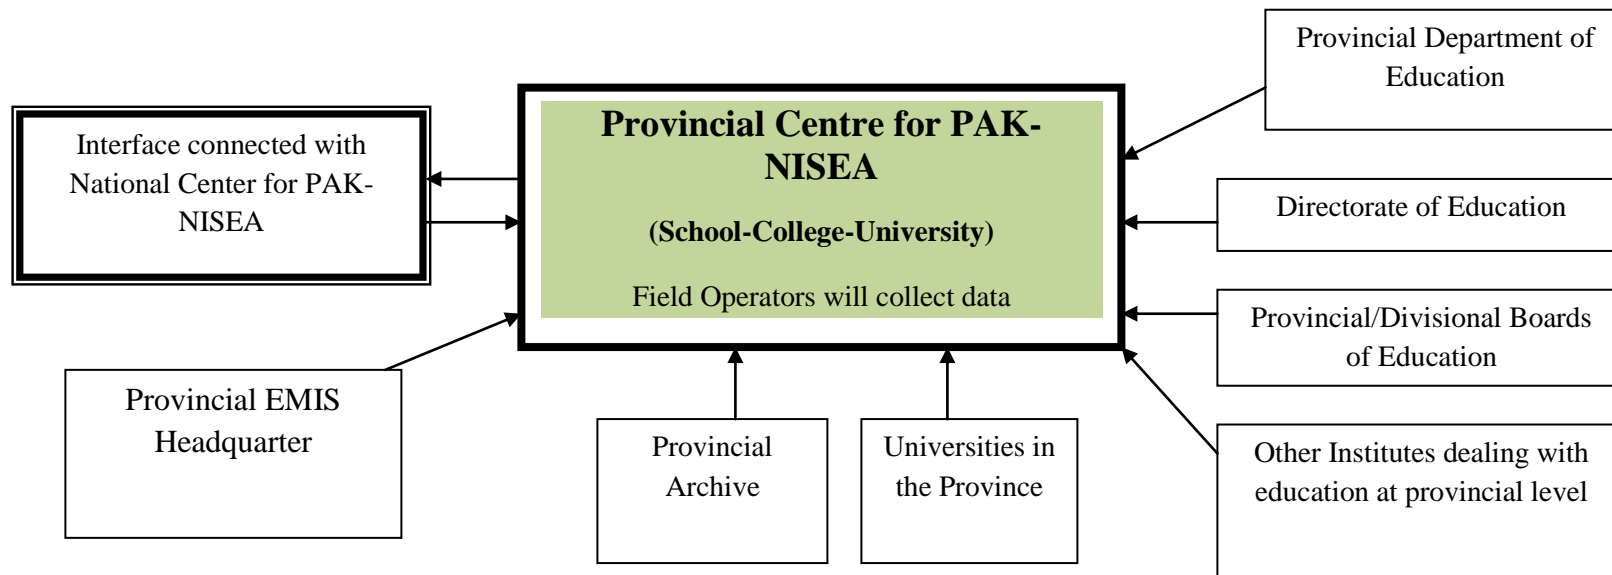 Provincial Department of
Education
Interface connected with
National Center for PAK-
NISEA
Provincial Centre for PAK-
NISEA
(School-College-University)
Field Operators will collect data
Directorate of Education
Provincial/Divisional Boards
of Education
Provincial EMIS
Headquarter
Provincial
Archive
Universities in
the Province
Other Institutes dealing with
education at provincial level